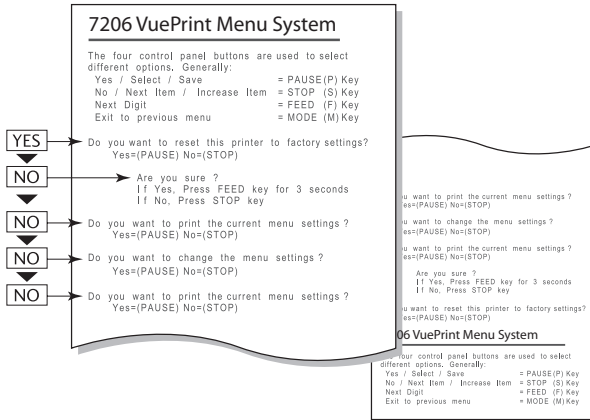 7206 VuePrint Menu System
The four control panel buttons are used to select
different options. Generally:
Yes / Select / Save = PAUSE(P) Key
No / Next Item / Increase Item = STOP (S) Key
Next Digit = FEED (F) Key
Exit to previous menu = MODE (M) Key
YES
Do you want to reset this printer to factory settings?
Yes=(PAUSE) No=(STOP)
NO
Are you sure ?
If Yes, Press FEED key for 3 seconds
If No, Press STOP key
NO
Do you want to print the current menu settings ?
Yes=(PAUSE) No=(STOP)
NO
Do you want to change the menu settings ?
Yes=(PAUSE) No=(STOP)
NO
Do you want to print the current menu settings ?
Yes=(PAUSE) No=(STOP)
ou want to print the current menu settings ?
es=(PAUSE) No=(STOP)
ou want to change the menu settings ?
es=(PAUSE) No=(STOP)
ou want to print the current menu settings ?
es=(PAUSE) No=(STOP)
Are you sure ?
If Yes, Press FEED key for 3 seconds
If No, Press STOP key
ou want to reset this printer to factory settings?
es=(PAUSE) No=(STOP)
06 VuePrint Menu System
four control panel buttons are used to select
different options. Generally:
Yes / Select / Save = PAUSE(P) Key
No / Next Item / Increase Item = STOP (S) Key
Next Digit = FEED (F) Key
Exit to previous menu = MODE (M) Key